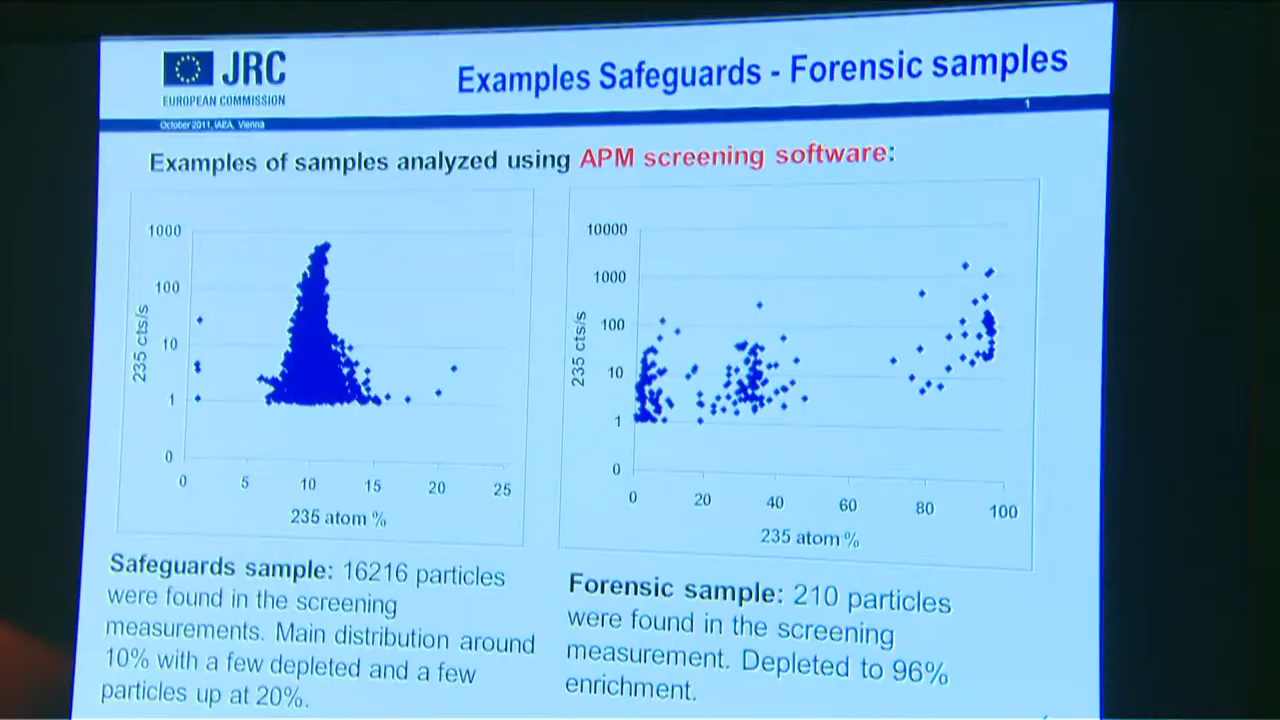 JRC
EUROPEAN COMMISSION
Examples Safeguards - Forensic samples
1
October 2011, IAEA, Vienna
Examples of samples analyzed using APM screening software:
1000
100
10
1
0
235 cts/s
0 5 10 15 20 25
235 atom %
10000
1000
100
10
1
0
235 cts/s
0 20 40 60 80 100
235 atom %
Safeguards sample: 16216 particles
were found in the screening
measurements. Main distribution around
10% with a few depleted and a few
particles up at 20%.
Forensic sample: 210 particles
were found in the screening
measurement. Depleted to 96%
enrichment.